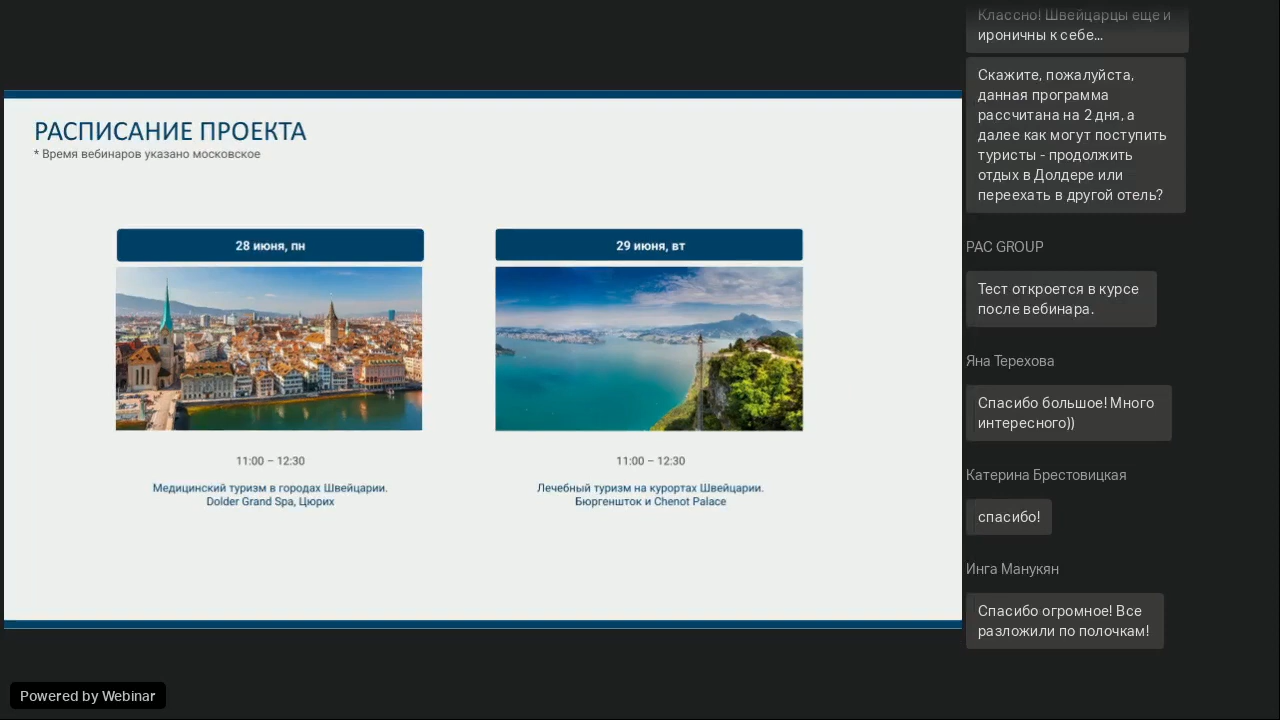 РАСПИСАНИЕ ПРОЕКТА
* Время вебинаров указано московское
28 июня, пн
11:00 – 12:30
Медицинский туризм в городах Швейцарии.
Dolder Grand Spa, Цюрих
29 июня, вт
11:00 – 12:30
Лечебный туризм на курортах Швейцарии.
Бюргеншток и Chenot Palace
Классно! Швейцарцы еще и
ироничны к себе...
Скажите, пожалуйста,
данная программа
рассчитана на 2 дня, а
далее как могут поступить
туристы - продолжить
отдых в Долдере или
переехать в другой отель?
PAC GROUP
Тест откроется в курсе
после вебинара.
Яна Терехова
Спасибо большое! Много
интересного))
Катерина Брестовицкая
спасибо!
Инга Манукян
Спасибо огромное! Все
разложили по полочкам!
Powered by Webinar